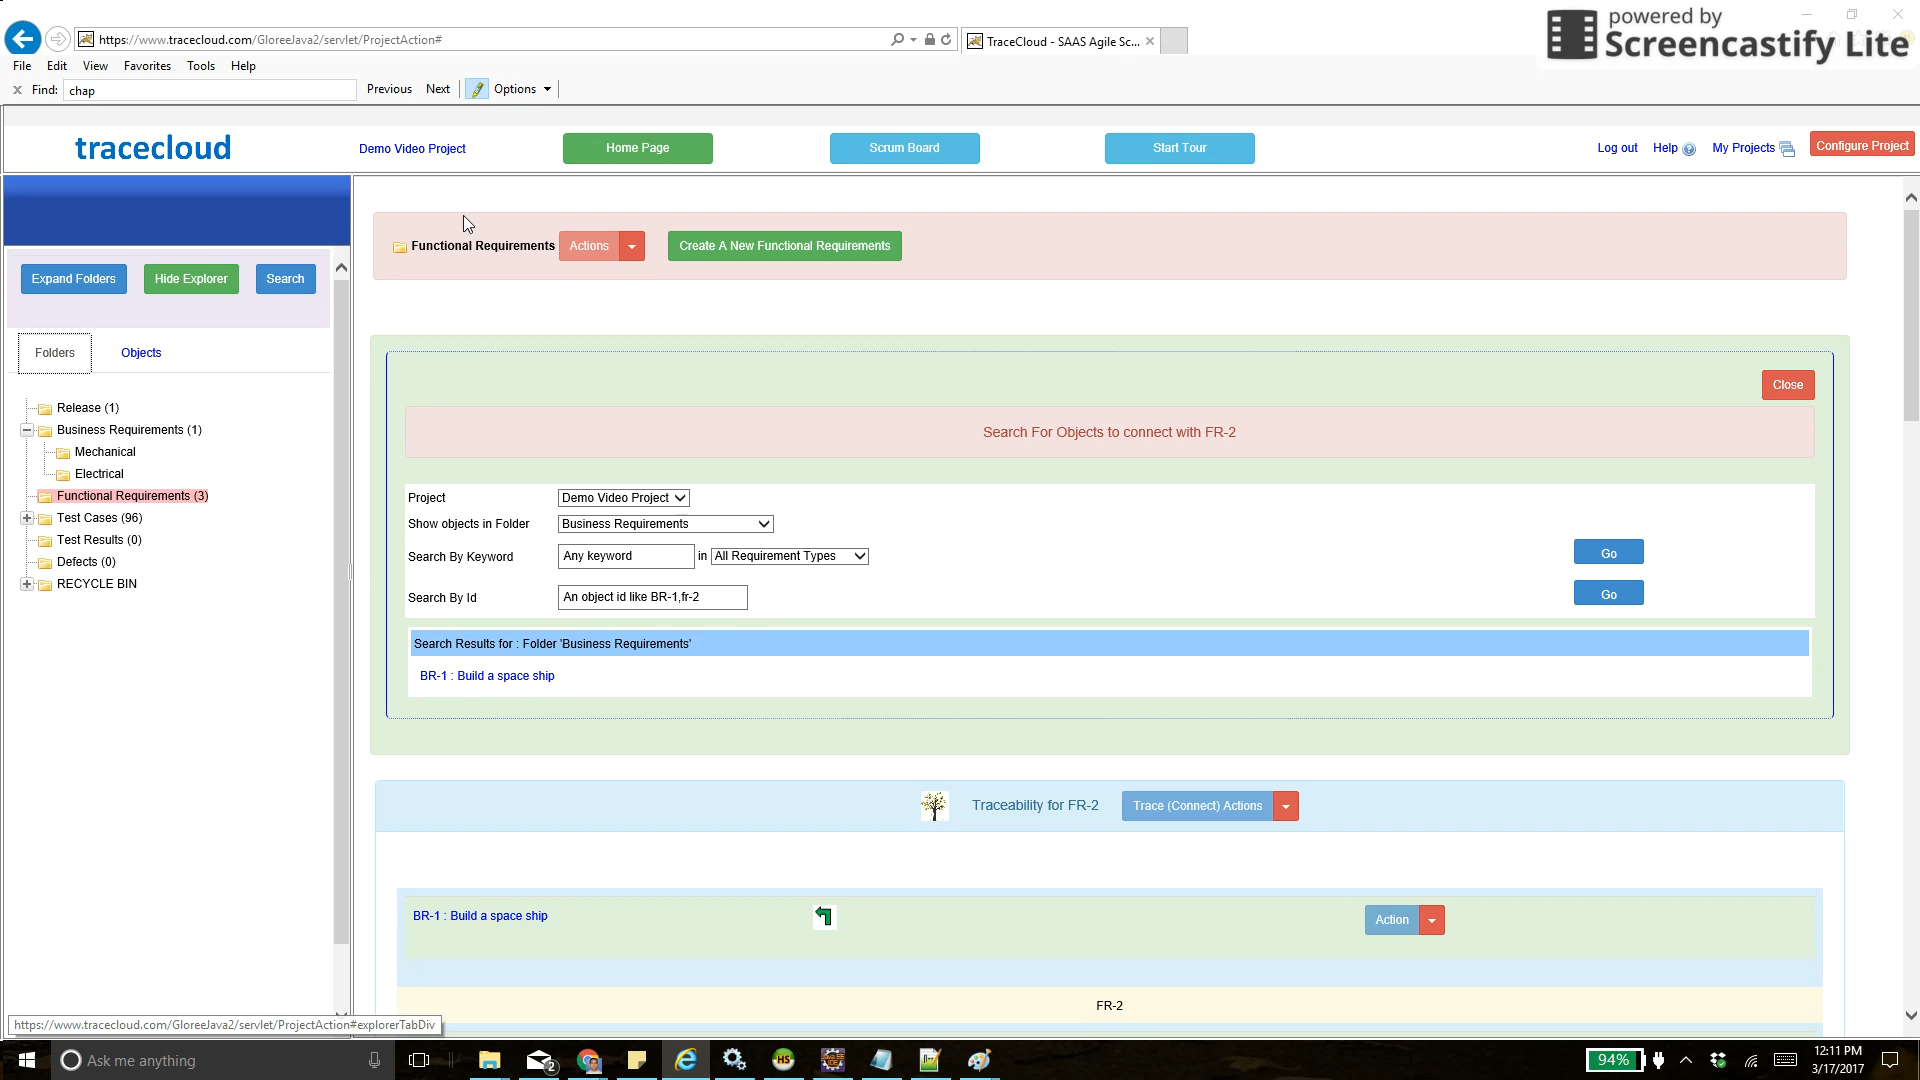 powered by
Screencastify Lite
https://www.tracecloud.com/GloreeJava2/servlet/ProjectAction#
TraceCloud - SAAS Agile Sc...
File Edit View Favorites Tools Help
Find: chap Previous Next Options
tracecloud Demo Video Project Home Page Scrum Board Start Tour Log out Help My Projects Configure Project
Functional Requirements Actions Create A New Functional Requirements
Expand Folders Hide Explorer Search
Folders Objects
Release (1)
Business Requirements (1)
Mechanical
Electrical
Functional Requirements (3)
Test Cases (96)
Test Results (0)
Defects (0)
RECYCLE BIN
Close
Search For Objects to connect with FR-2
Project Demo Video Project
Show objects in Folder Business Requirements
Search By Keyword Any keyword in All Requirement Types Go
Search By Id An object id like BR-1,fr-2 Go
Search Results for : Folder 'Business Requirements'
BR-1 : Build a space ship
Traceability for FR-2 Trace (Connect) Actions
BR-1 : Build a space ship Action
FR-2
https://www.tracecloud.com/GloreeJava2/servlet/ProjectAction#explorerTabDiv
Ask me anything 2 HS 94% 12:11 PM
3/17/2017